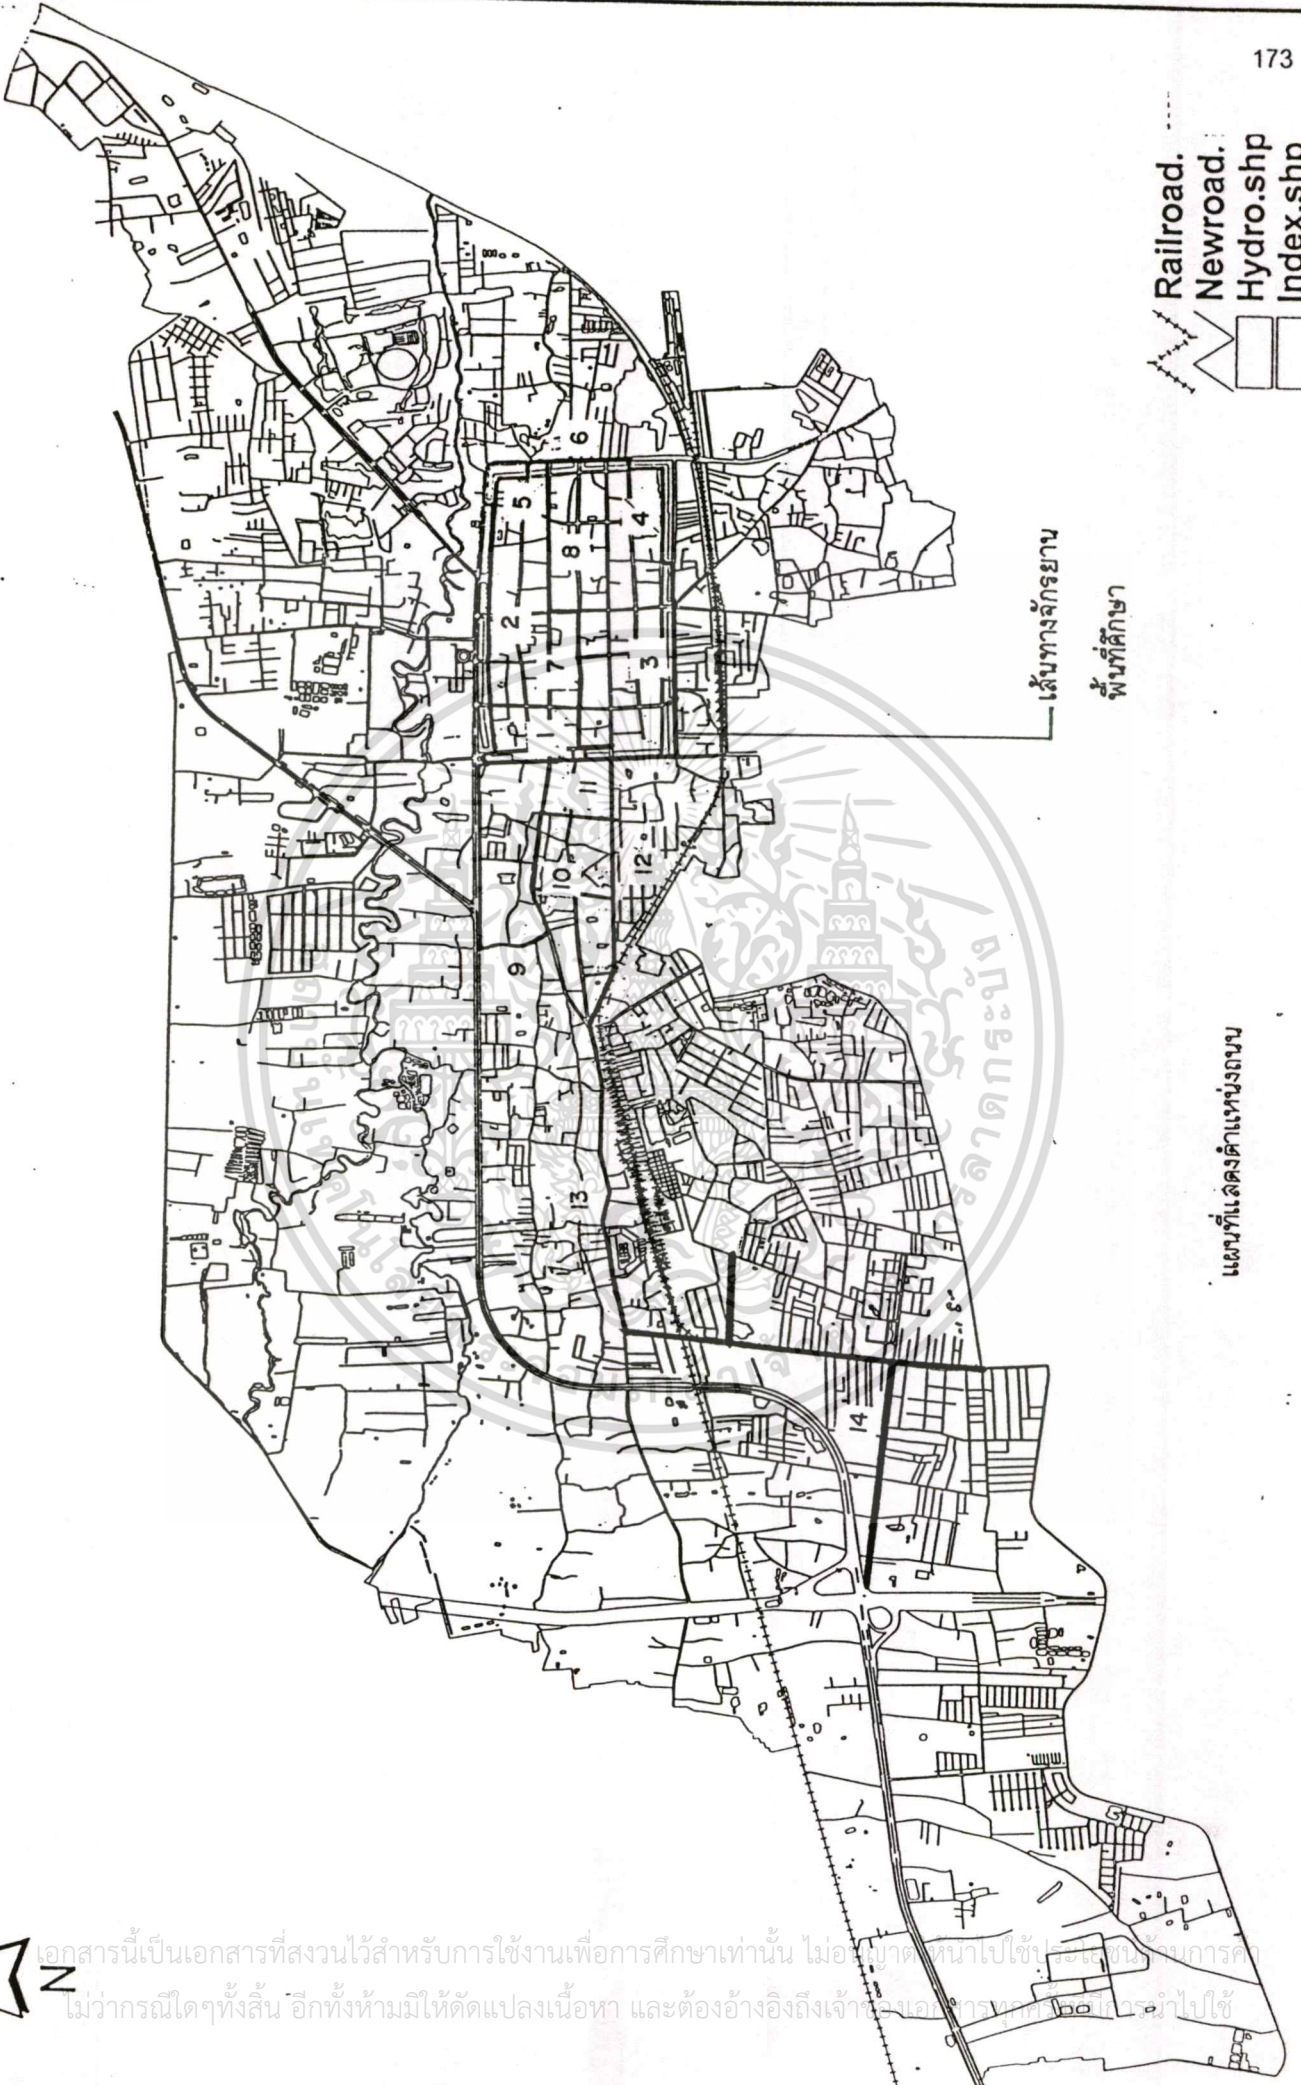 173
Railroad.
Newroad.
Hydro.shp
Index.shp
เส้นทางจักรยาน
พื้นที่ศึกษา
แผนที่แสดงตำแหน่งถนน
N
1
2
3
4
5
6
7
8
9
10
11
12
13
14
เอกสารนี้เป็นเอกสารที่สงวนไว้สำหรับการใช้งานเพื่อการศึกษาเท่านั้น ไม่อนุญาตให้นำไปใช้ประโยชน์ด้านการค้า
ไม่ว่ากรณีใดๆทั้งสิ้น อีกทั้งห้ามมิให้ดัดแปลงเนื้อหา และต้องอ้างอิงถึงเจ้าของเอกสารทุกครั้งที่มีการนำไปใช้